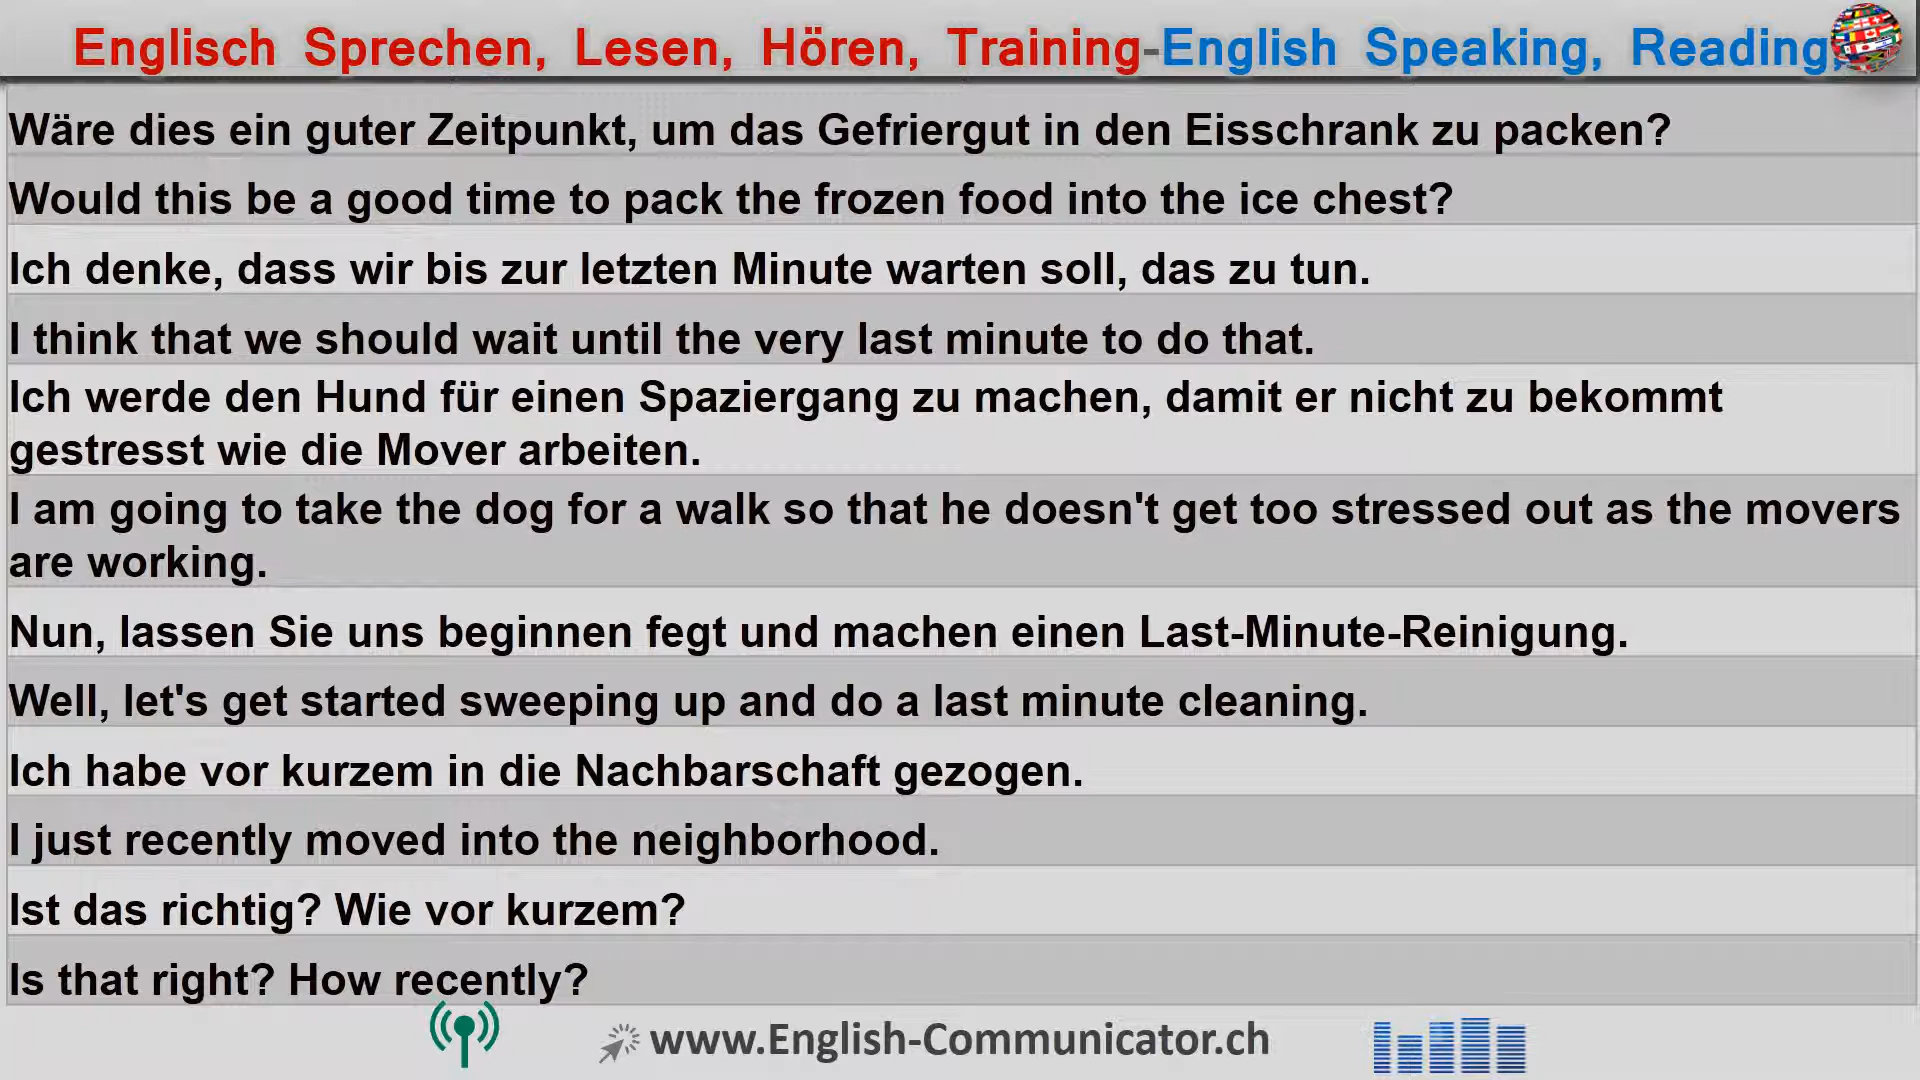 Englisch Sprechen, Lesen, Hören, Training-English Speaking, Reading,
Wäre dies ein guter Zeitpunkt, um das Gefriergut in den Eisschrank zu packen?
Would this be a good time to pack the frozen food into the ice chest?
Ich denke, dass wir bis zur letzten Minute warten soll, das zu tun.
I think that we should wait until the very last minute to do that.
Ich werde den Hund für einen Spaziergang zu machen, damit er nicht zu bekommt
gestresst wie die Mover arbeiten.
I am going to take the dog for a walk so that he doesn't get too stressed out as the movers
are working.
Nun, lassen Sie uns beginnen fegt und machen einen Last-Minute-Reinigung.
Well, let's get started sweeping up and do a last minute cleaning.
Ich habe vor kurzem in die Nachbarschaft gezogen.
I just recently moved into the neighborhood.
Ist das richtig? Wie vor kurzem?
Is that right? How recently?
www.English-Communicator.ch